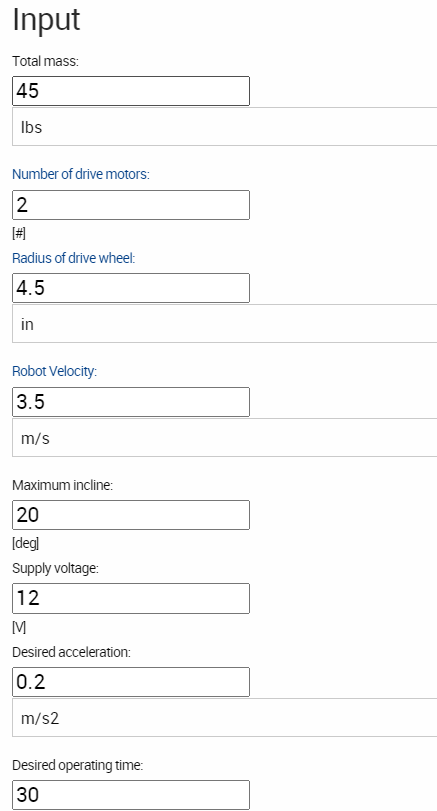 Input
Total mass:
45
lbs
Number of drive motors:
2
[#]
Radius of drive wheel:
4.5
in
Robot Velocity:
3.5
m/s
Maximum incline:
20
[deg]
Supply voltage:
12
[V]
Desired acceleration:
0.2
m/s2
Desired operating time:
30